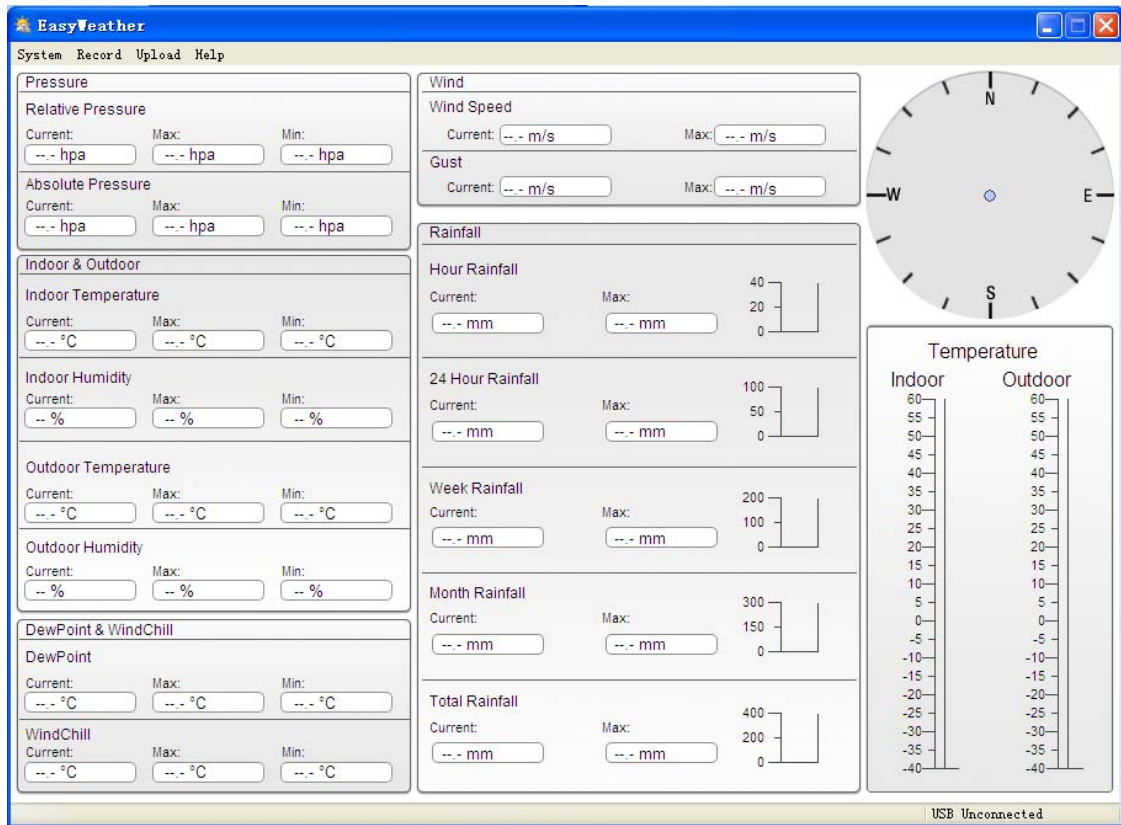 EasyWeather
System Record Upload Help
Pressure
Relative Pressure
Current: Max: Min:
--.- hpa --.- hpa --.- hpa
Absolute Pressure
Current: Max: Min:
--.- hpa --.- hpa --.- hpa
Indoor & Outdoor
Indoor Temperature
Current: Max: Min:
--.- °C --.- °C --.- °C
Indoor Humidity
Current: Max: Min:
-- % -- % -- %
Outdoor Temperature
Current: Max: Min:
--.- °C --.- °C --.- °C
Outdoor Humidity
Current: Max: Min:
-- % -- % -- %
DewPoint & WindChill
DewPoint
Current: Max: Min:
--.- °C --.- °C --.- °C
WindChill
Current: Max: Min:
--.- °C --.- °C --.- °C
Wind
Wind Speed
Current: --.- m/s Max: --.- m/s
Gust
Current: --.- m/s Max: --.- m/s
Rainfall
Hour Rainfall
Current: Max:
--.- mm --.- mm
40
20
0
24 Hour Rainfall
Current: Max:
--.- mm --.- mm
100
50
0
Week Rainfall
Current: Max:
--.- mm --.- mm
200
100
0
Month Rainfall
Current: Max:
--.- mm --.- mm
300
150
0
Total Rainfall
Current: Max:
--.- mm --.- mm
400
200
0
N
W E
S
Temperature
Indoor Outdoor
60 60
55 55
50 50
45 45
40 40
35 35
30 30
25 25
20 20
15 15
10 10
5 5
0 0
-5 -5
-10 -10
-15 -15
-20 -20
-25 -25
-30 -30
-35 -35
-40 -40
USB Unconnected